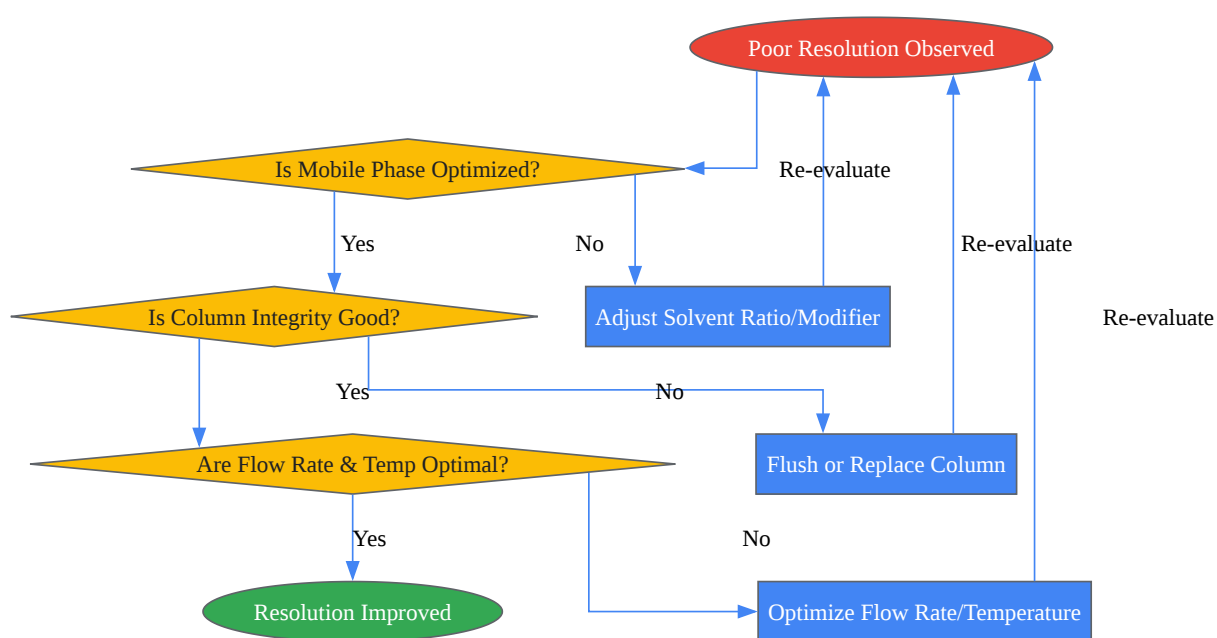 Poor Resolution Observed
Is Mobile Phase Optimized?
Re-evaluate
Yes
No
Re-evaluate
Is Column Integrity Good?
Adjust Solvent Ratio/Modifier
Re-evaluate
Yes
No
Are Flow Rate & Temp Optimal?
Flush or Replace Column
Yes
No
Resolution Improved
Optimize Flow Rate/Temperature